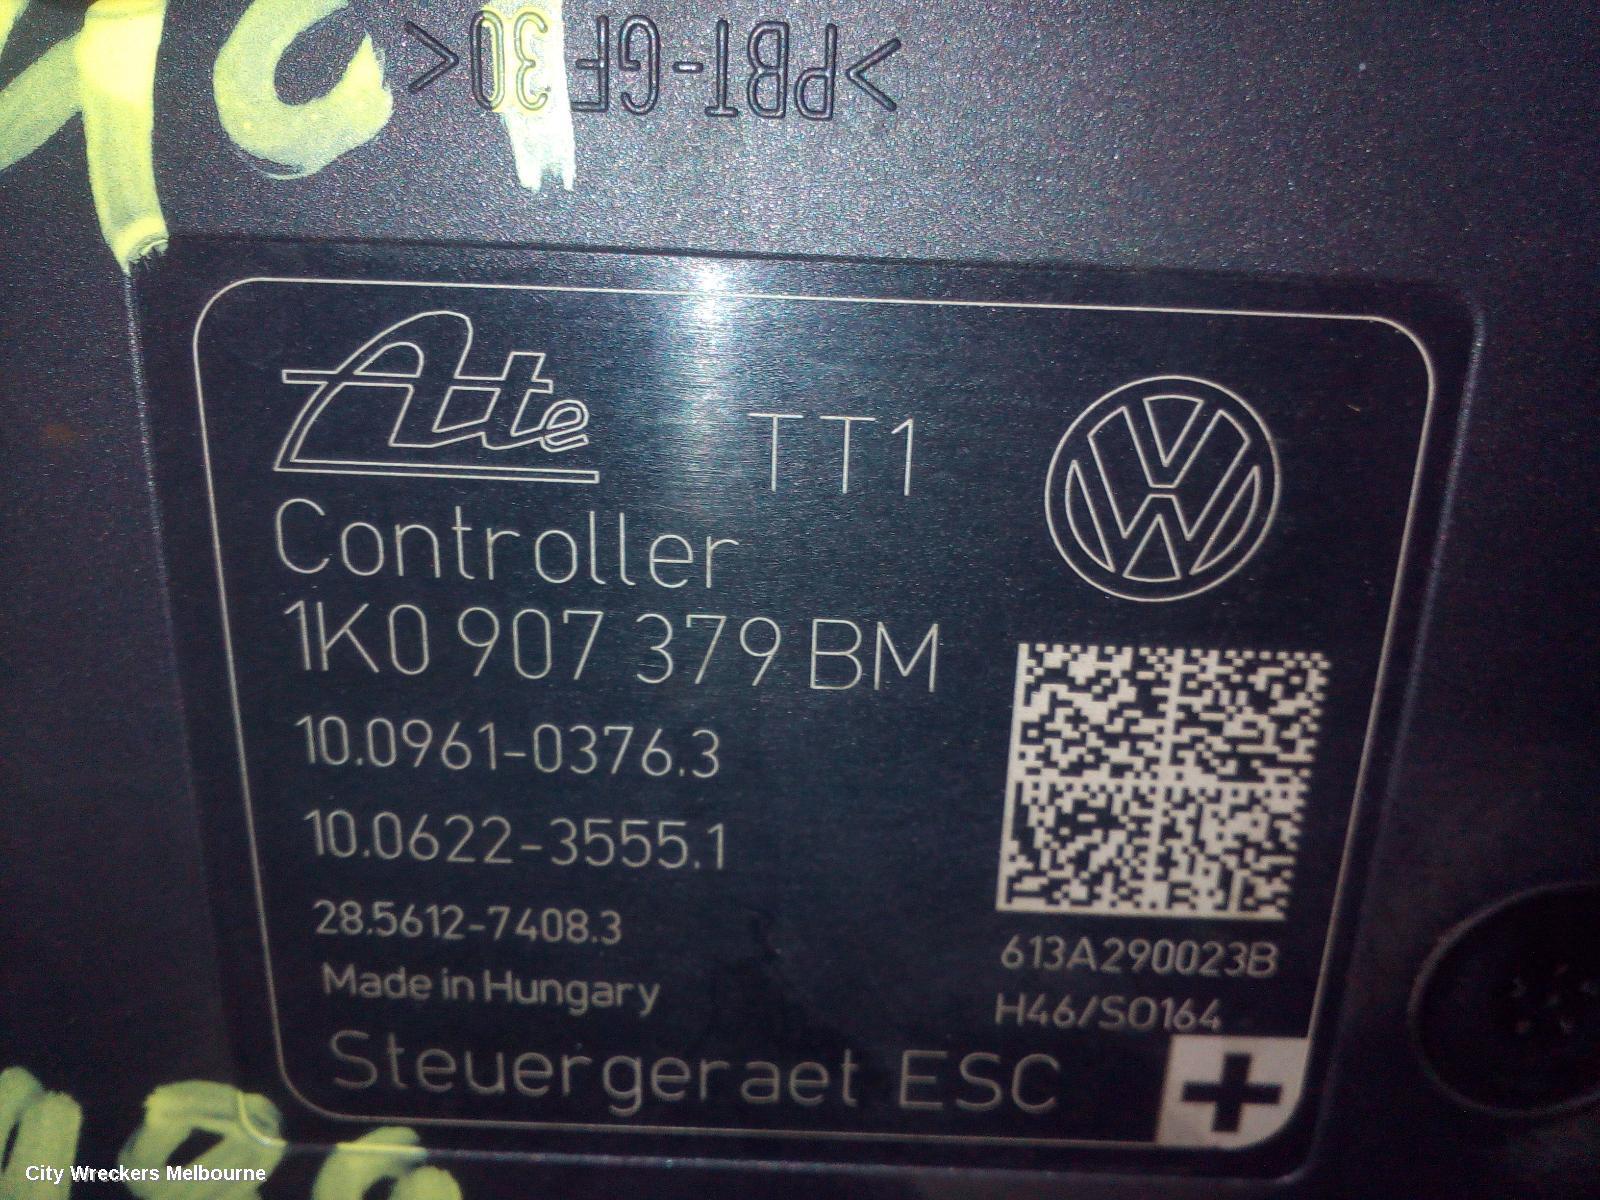 >PBT-GF30<
Ate
TT1
Controller
1K0 907 379 BM
10.0961-0376.3
10.0622-3555.1
28.5612-7408.3
Made in Hungary
Steuergeraet ESC
613A290023B
H46/S0164
City Wreckers Melbourne